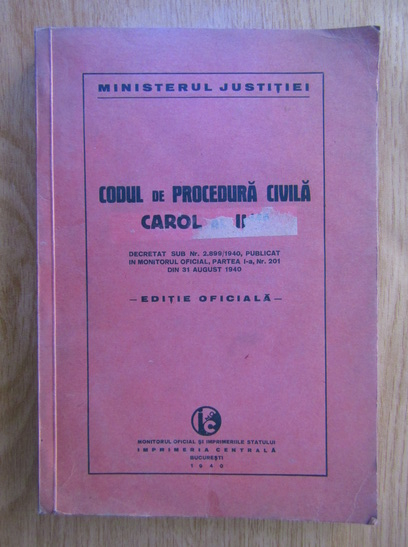 MINISTERUL JUSTIȚIEI
CODUL DE PROCEDURĂ CIVILĂ
CAROL
DECRETAT SUB Nr. 2.899/1940, PUBLICAT
IN MONITORUL OFICIAL, PARTEA I-a, Nr. 201
DIN 31 AUGUST 1940
— EDIȚIE OFICIALĂ —
MONITORUL OFICIAL ȘI IMPRIMERIILE STATULUI
IMPRIMERIA CENTRALĂ
BUCUREȘTI
1940